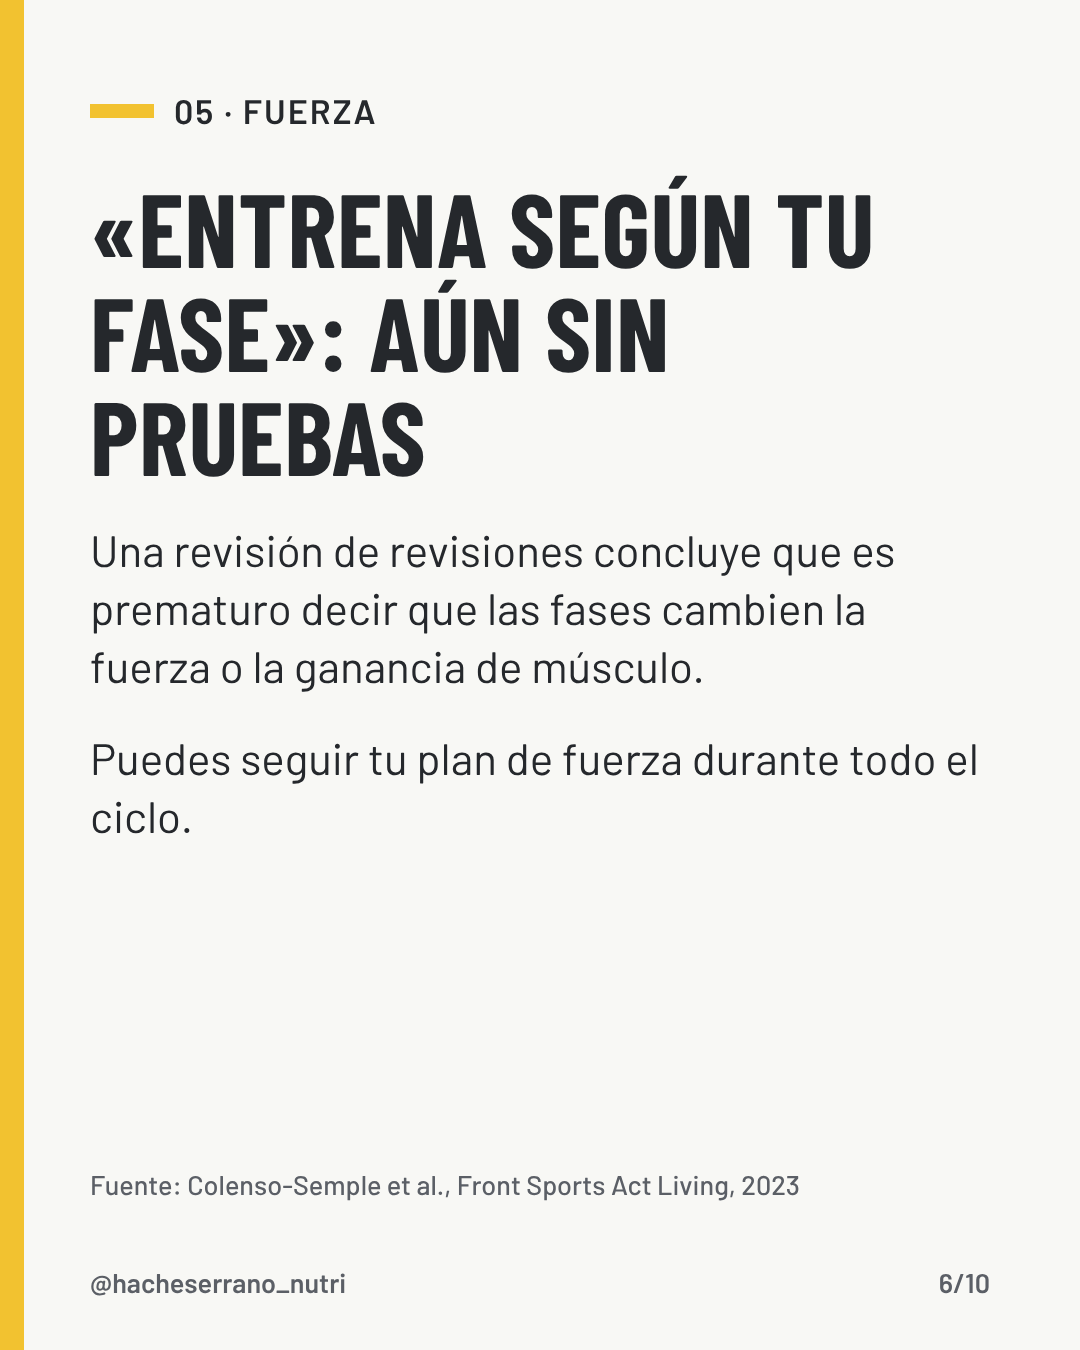 05 · FUERZA
«ENTRENA SEGÚN TU
FASE»: AÚN SIN
PRUEBAS
Una revisión de revisiones concluye que es
prematuro decir que las fases cambien la
fuerza o la ganancia de músculo.
Puedes seguir tu plan de fuerza durante todo el
ciclo.
Fuente: Colenso-Semple et al., Front Sports Act Living, 2023
@hacheserrano_nutri
6/10